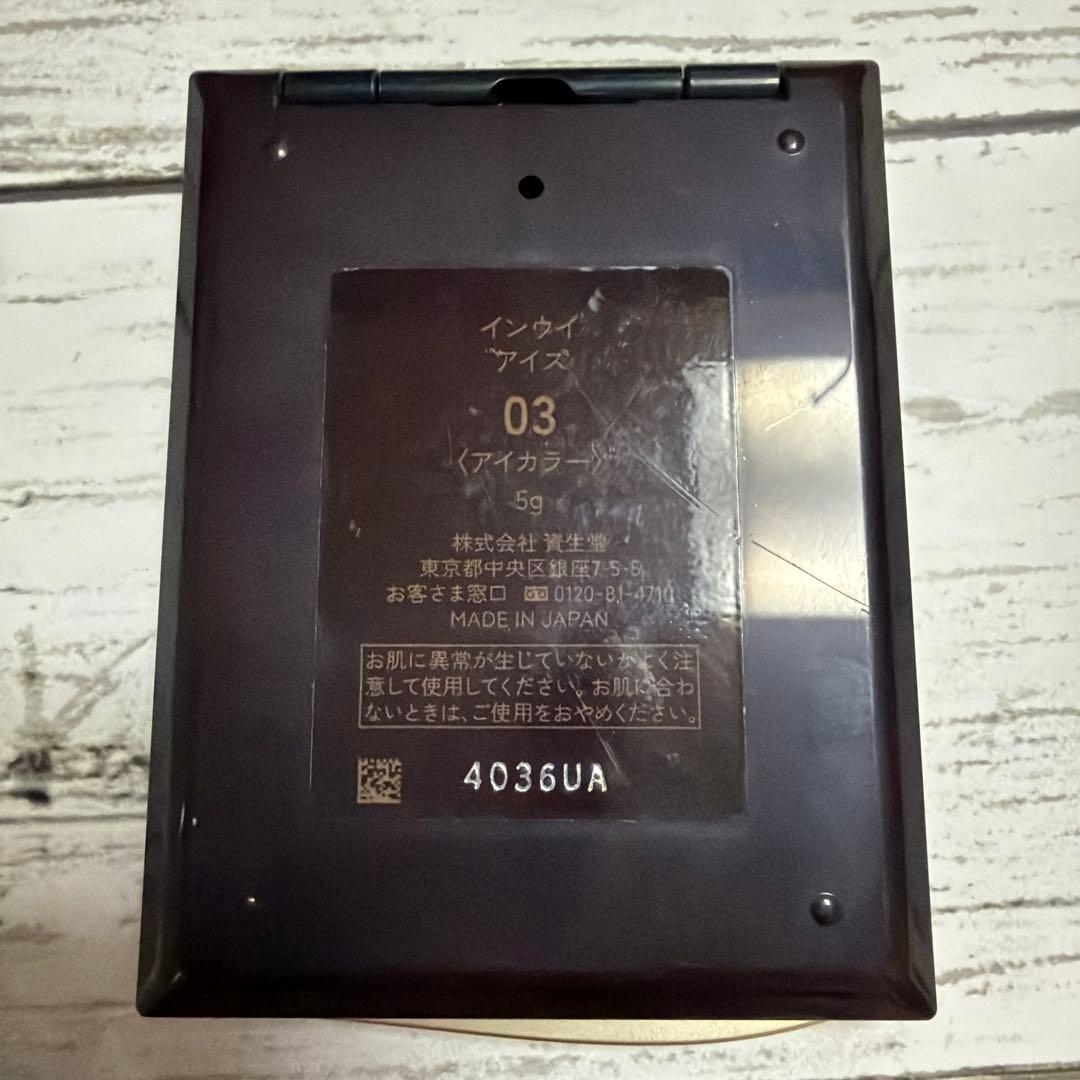 インウイ
アイズ
03
〈アイカラー〉
5g
株式会社 資生堂
東京都中央区銀座7-5-5
お客さま窓口 0120-81-4710
MADE IN JAPAN
お肌に異常が生じていないかよく注
意して使用してください。お肌に合わ
ないときは、ご使用をおやめください。
4036UA